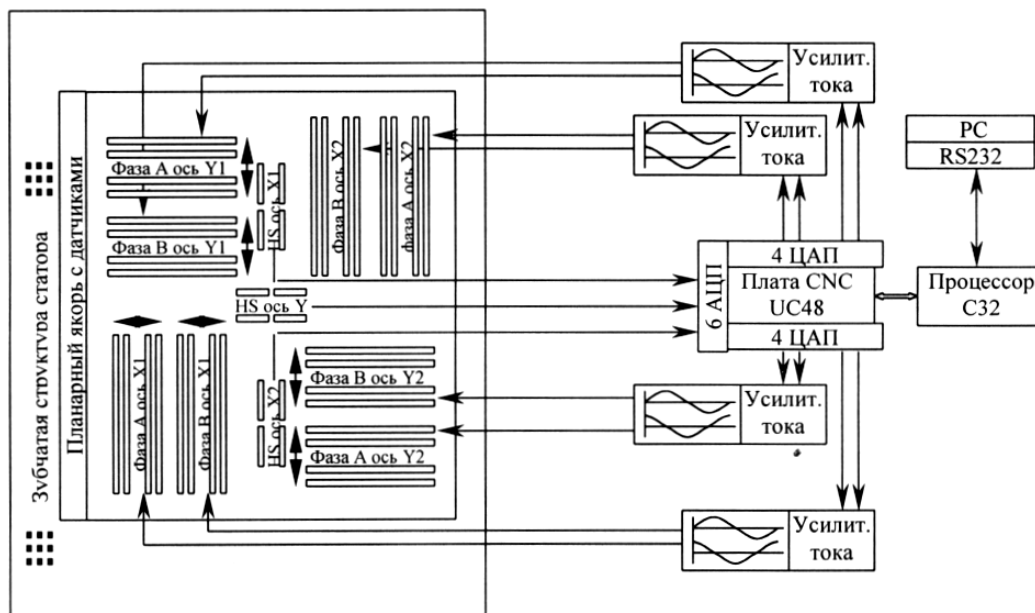 Зубчатая структура статора
Планарный якорь с датчиками
Фаза A ось Y1
Фаза B ось Y1
HS ось X1
Фаза B ось X2
Фаза A ось X2
HS ось Y
Фаза A ось X1
Фаза B ось X1
HS ось X2
Фаза B ось Y2
Фаза A ось Y2
Усилит.
тока
Усилит.
тока
6 АЦП
4 ЦАП
Плата CNC
UC48
4 ЦАП
Усилит.
тока
Усилит.
тока
PC
RS232
Процессор
C32